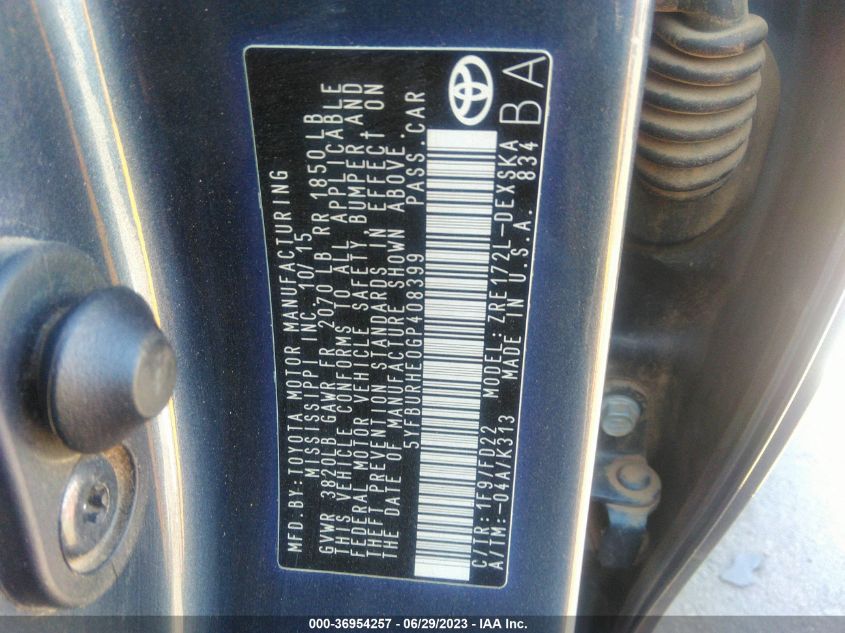 MFD. BY: TOYOTA MOTOR MANUFACTURING
MISSISSIPPI INC. 10/15
GVWR 3820LB GAWR FR 2070 LB RR 1850 LB
THIS VEHICLE CONFORMS TO ALL APPLICABLE
FEDERAL MOTOR VEHICLE SAFETY, BUMPER AND
THEFT PREVENTION STANDARDS IN EFFECT ON
THE DATE OF MANUFACTURE SHOWN ABOVE.
5YFBURHE0GP408399 PASS. CAR
C/TR: 1F9/FD22 MODEL: ZRE172L-DEXSKA
A/TM: -04A/K313 MADE IN U.S.A. 834
BA
000-36954257 - 06/29/2023 - IAA Inc.